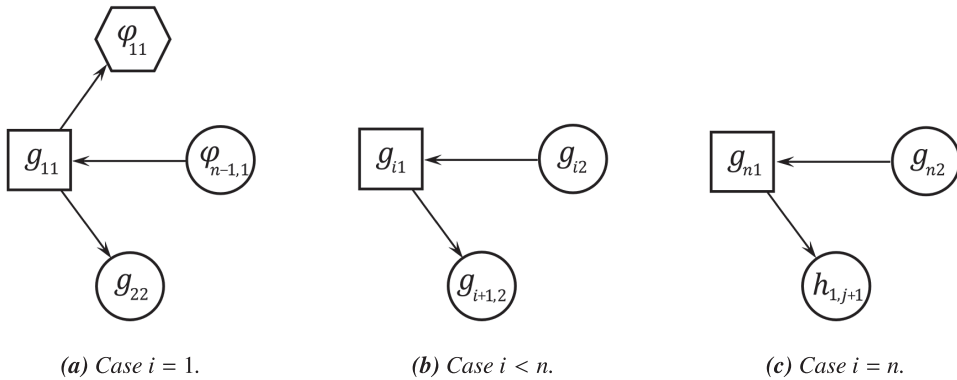 φ₁₁
g₁₁
φₙ₋₁,₁
g₂₂
(a) Case i = 1.
gᵢ₁
gᵢ₂
gᵢ₊₁,₂
(b) Case i < n.
gₙ₁
gₙ₂
h₁,ⱼ₊₁
(c) Case i = n.